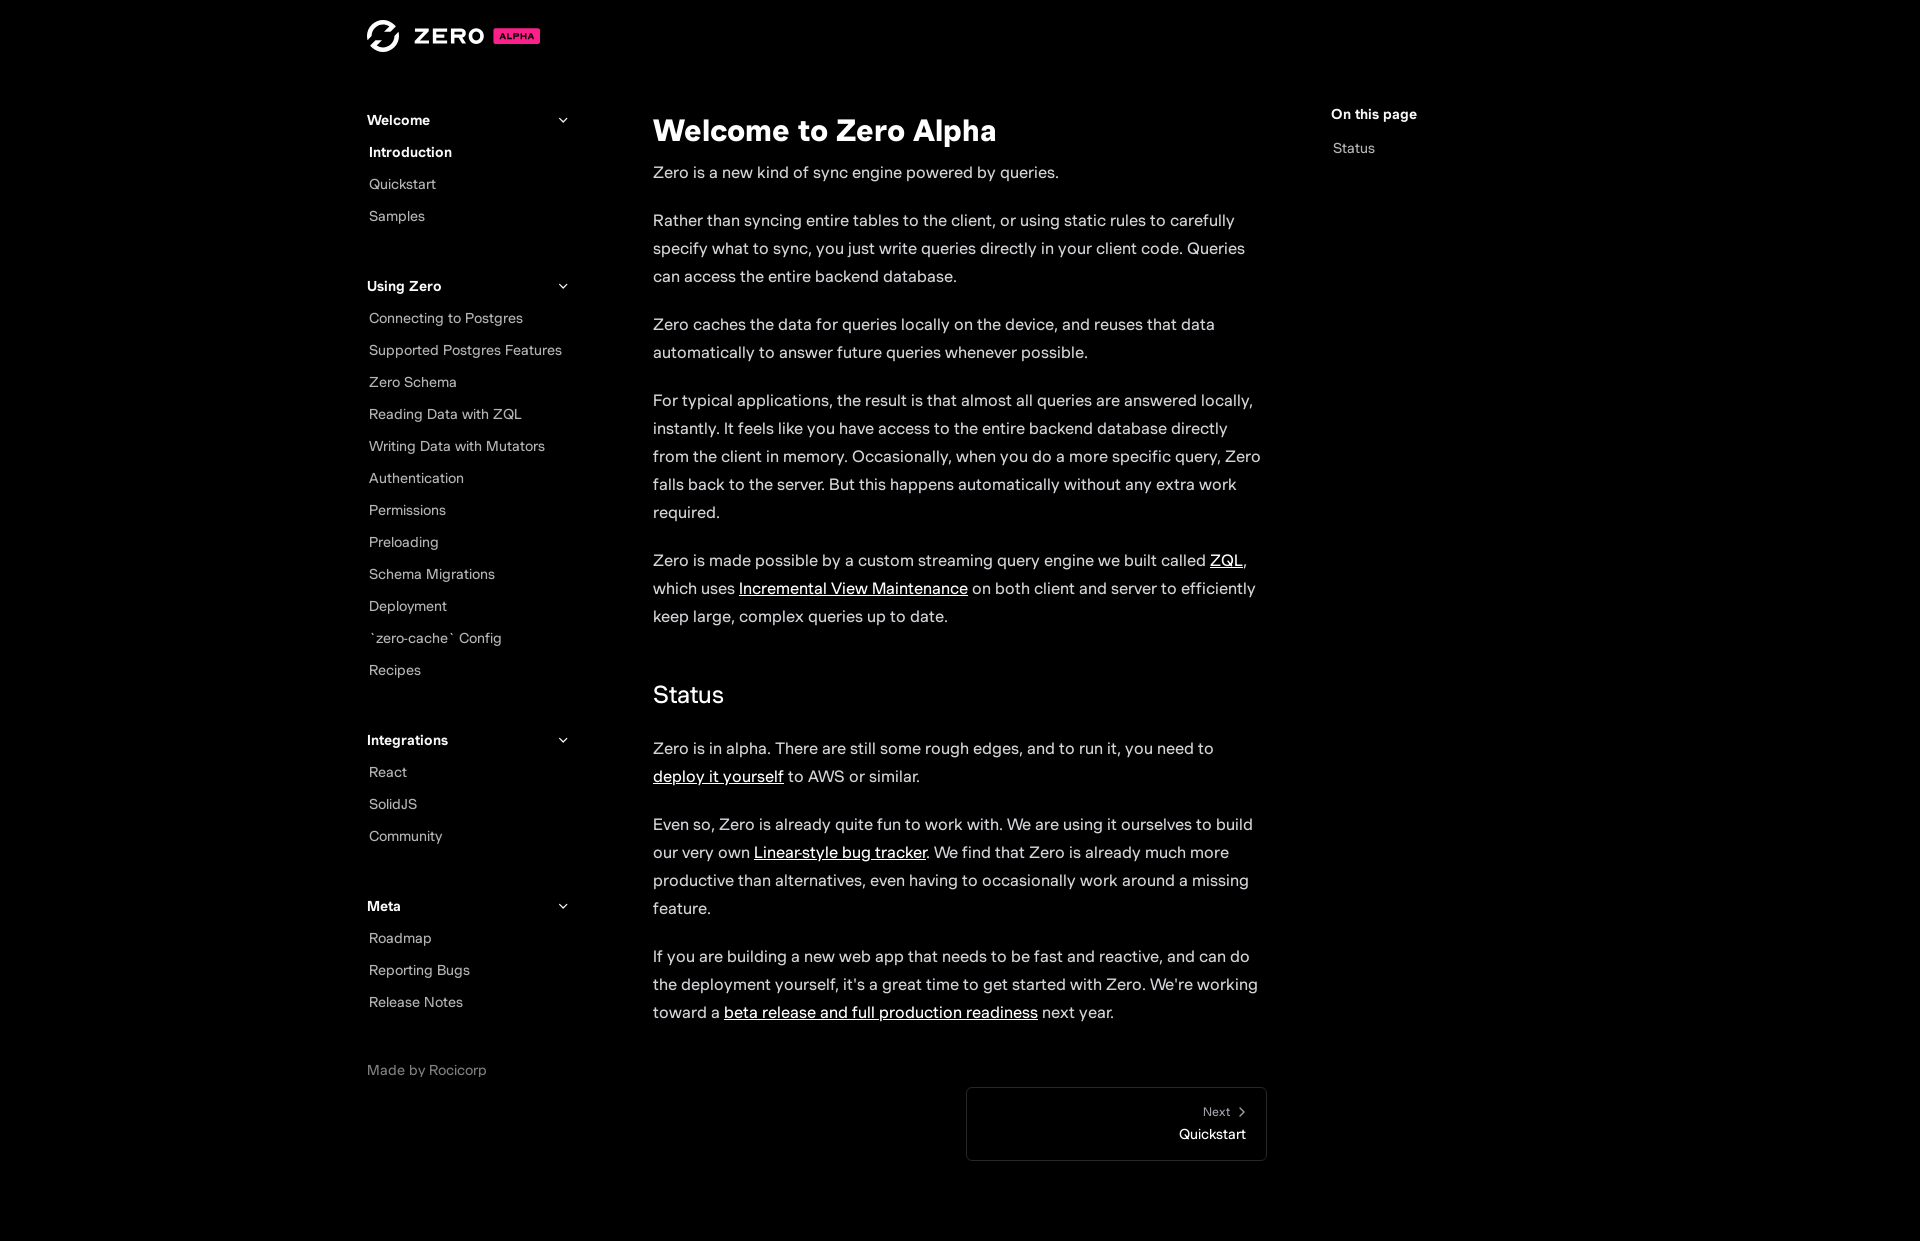 ZERO ALPHA
Welcome
Introduction
Quickstart
Samples
Using Zero
Connecting to Postgres
Supported Postgres Features
Zero Schema
Reading Data with ZQL
Writing Data with Mutators
Authentication
Permissions
Preloading
Schema Migrations
Deployment
`zero-cache` Config
Recipes
Integrations
React
SolidJS
Community
Meta
Roadmap
Reporting Bugs
Release Notes
Made by Rocicorp
Welcome to Zero Alpha
Zero is a new kind of sync engine powered by queries.
Rather than syncing entire tables to the client, or using static rules to carefully
specify what to sync, you just write queries directly in your client code. Queries
can access the entire backend database.
Zero caches the data for queries locally on the device, and reuses that data
automatically to answer future queries whenever possible.
For typical applications, the result is that almost all queries are answered locally,
instantly. It feels like you have access to the entire backend database directly
from the client in memory. Occasionally, when you do a more specific query, Zero
falls back to the server. But this happens automatically without any extra work
required.
Zero is made possible by a custom streaming query engine we built called ZQL,
which uses Incremental View Maintenance on both client and server to efficiently
keep large, complex queries up to date.
Status
Zero is in alpha. There are still some rough edges, and to run it, you need to
deploy it yourself to AWS or similar.
Even so, Zero is already quite fun to work with. We are using it ourselves to build
our very own Linear-style bug tracker. We find that Zero is already much more
productive than alternatives, even having to occasionally work around a missing
feature.
If you are building a new web app that needs to be fast and reactive, and can do
the deployment yourself, it's a great time to get started with Zero. We're working
toward a beta release and full production readiness next year.
Next
Quickstart
On this page
Status